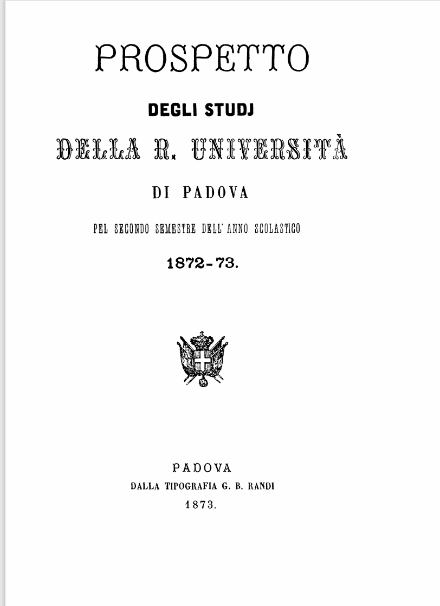 PROSPETTO
DEGLI STUDJ
DELLA R. UNIVERSITÀ
DI PADOVA
PEL SECONDO SEMESTRE DELL' ANNO SCOLASTICO
1872-73.
PADOVA
DALLA TIPOGRAFIA G. B. RANDI
1873.